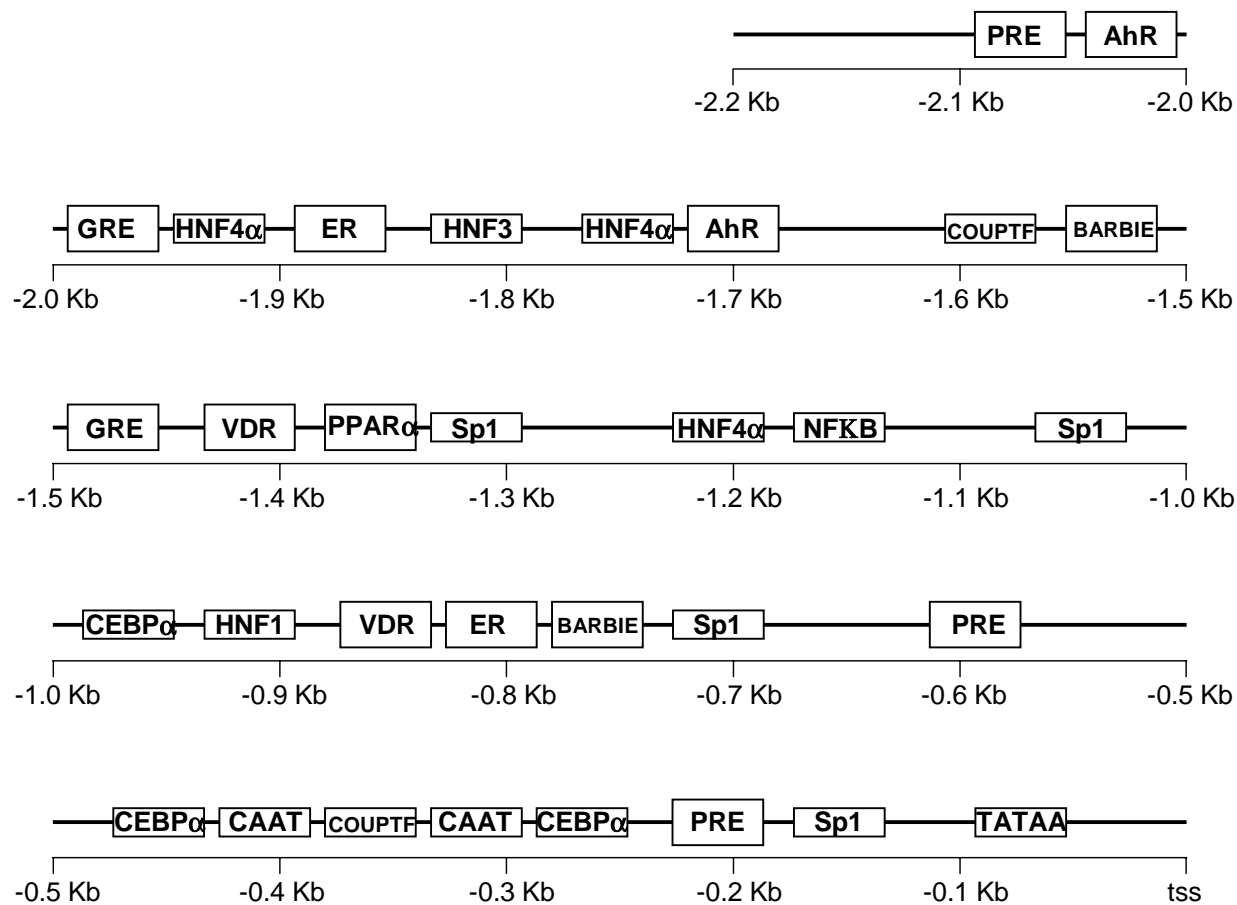 PRE AhR
-2.2 Kb -2.1 Kb -2.0 Kb
GRE HNF4α ER HNF3 HNF4α AhR COUPTF BARBIE
-2.0 Kb -1.9 Kb -1.8 Kb -1.7 Kb -1.6 Kb -1.5 Kb
GRE VDR PPARα Sp1 HNF4α NFKB Sp1
-1.5 Kb -1.4 Kb -1.3 Kb -1.2 Kb -1.1 Kb -1.0 Kb
CEBPα HNF1 VDR ER BARBIE Sp1 PRE
-1.0 Kb -0.9 Kb -0.8 Kb -0.7 Kb -0.6 Kb -0.5 Kb
CEBPα CAAT COUPTF CAAT CEBPα PRE Sp1 TATAA
-0.5 Kb -0.4 Kb -0.3 Kb -0.2 Kb -0.1 Kb tss